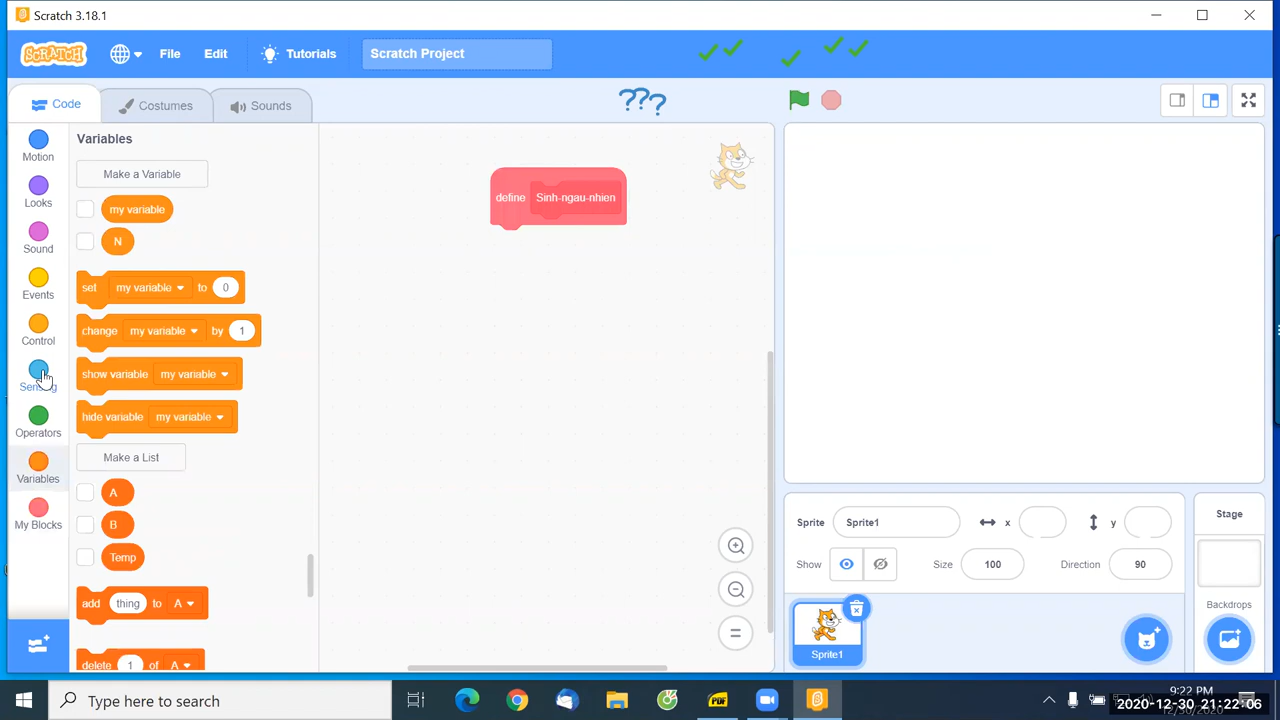 Scratch 3.18.1
SCRATCH File Edit Tutorials Scratch Project
Code Costumes Sounds ???
Motion
Looks
Sound
Events
Control
Operators
Variables
My Blocks
Variables
Make a Variable
my variable
N
set my variable to 0
change my variable by 1
show variable my variable
hide variable my variable
Make a List
A
B
Temp
add thing to A
delete 1 of A
define Sinh-ngau-nhien
Sprite Sprite1 x y
Show Size 100 Direction 90
Sprite1
Stage
Backdrops
Type here to search
PDF
9:22 PM
2020-12-30 21:22:06